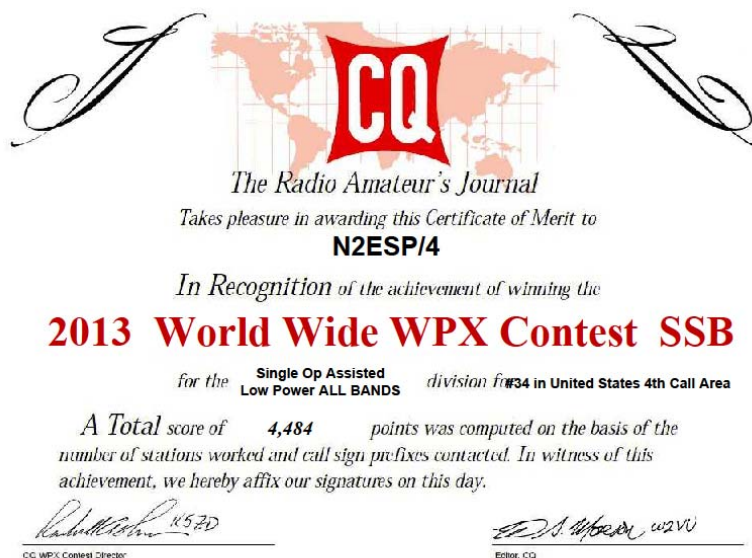 CQ
The Radio Amateur's Journal
Takes pleasure in awarding this Certificate of Merit to
N2ESP/4
In Recognition of the achievement of winning the
2013 World Wide WPX Contest SSB
for the Single Op Assisted Low Power ALL BANDS division fo#34 in United States 4th Call Area
A Total score of 4,484 points was computed on the basis of the
number of stations worked and call sign prefixes contacted. In witness of this
achievement, we hereby affix our signatures on this day.
K5ZD
W2VU
CQ WPX Contest Director
Editor, CQ